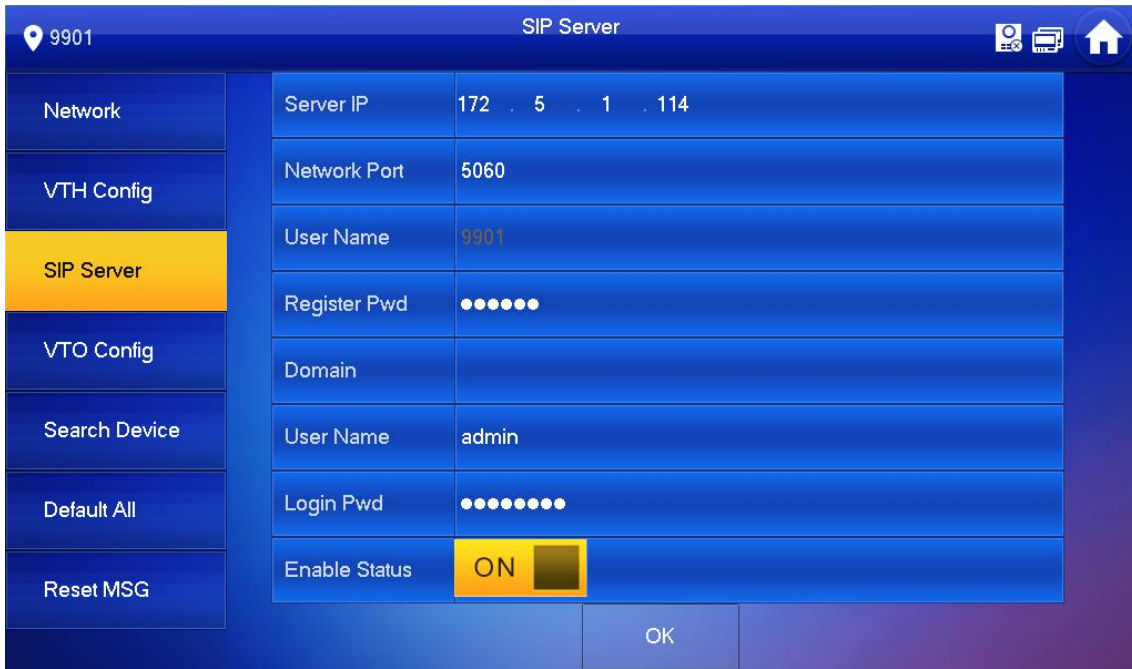 9901
SIP Server
Network
VTH Config
SIP Server
VTO Config
Search Device
Default All
Reset MSG
Server IP 172 . 5 . 1 . 114
Network Port 5060
User Name 9901
Register Pwd ●●●●●●
Domain
User Name admin
Login Pwd ●●●●●●●●
Enable Status ON
OK